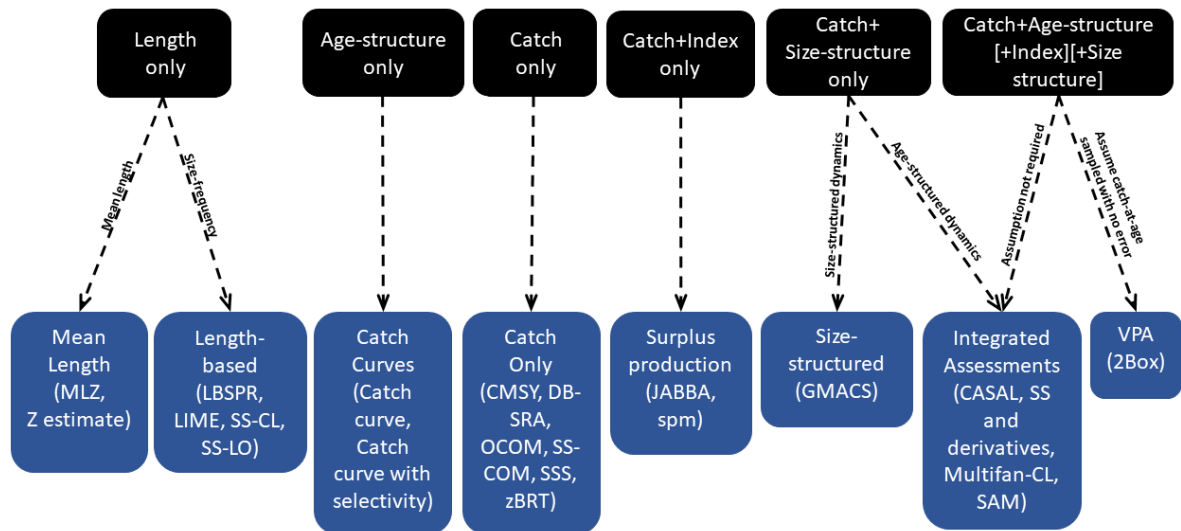 Length
only
Age-structure
only
Catch
only
Catch+Index
only
Catch+
Size-structure
only
Catch+Age-structure
[+Index][+Size
structure]
Mean length
Size-frequency
Size-structured dynamics
Age-structured dynamics
Assumption not required
Assume catch-at-age
sampled with no error
Mean
Length
(MLZ,
Z estimate)
Length-
based
(LBSPR,
LIME, SS-CL,
SS-LO)
Catch
Curves
(Catch
curve,
Catch
curve with
selectivity)
Catch
Only
(CMSY, DB-
SRA,
OCOM, SS-
COM, SSS,
zBRT)
Surplus
production
(JABBA,
spm)
Size-
structured
(GMACS)
Integrated
Assessments
(CASAL, SS
and
derivatives,
Multifan-CL,
SAM)
VPA
(2Box)